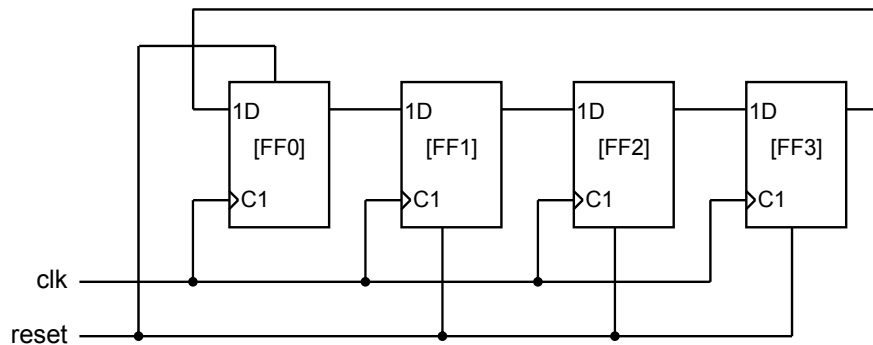 1D 1D 1D 1D
[FF0] [FF1] [FF2] [FF3]
C1 C1 C1 C1
clk
reset